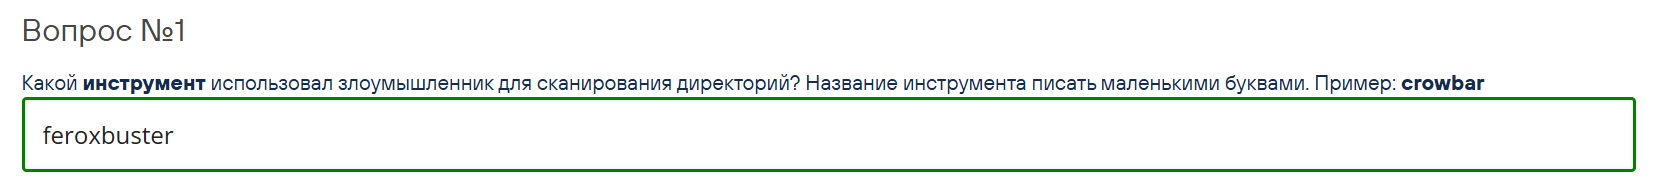 Вопрос №1
Какой инструмент использовал злоумышленник для сканирования директорий? Название инструмента писать маленькими буквами. Пример: crowbar
feroxbuster